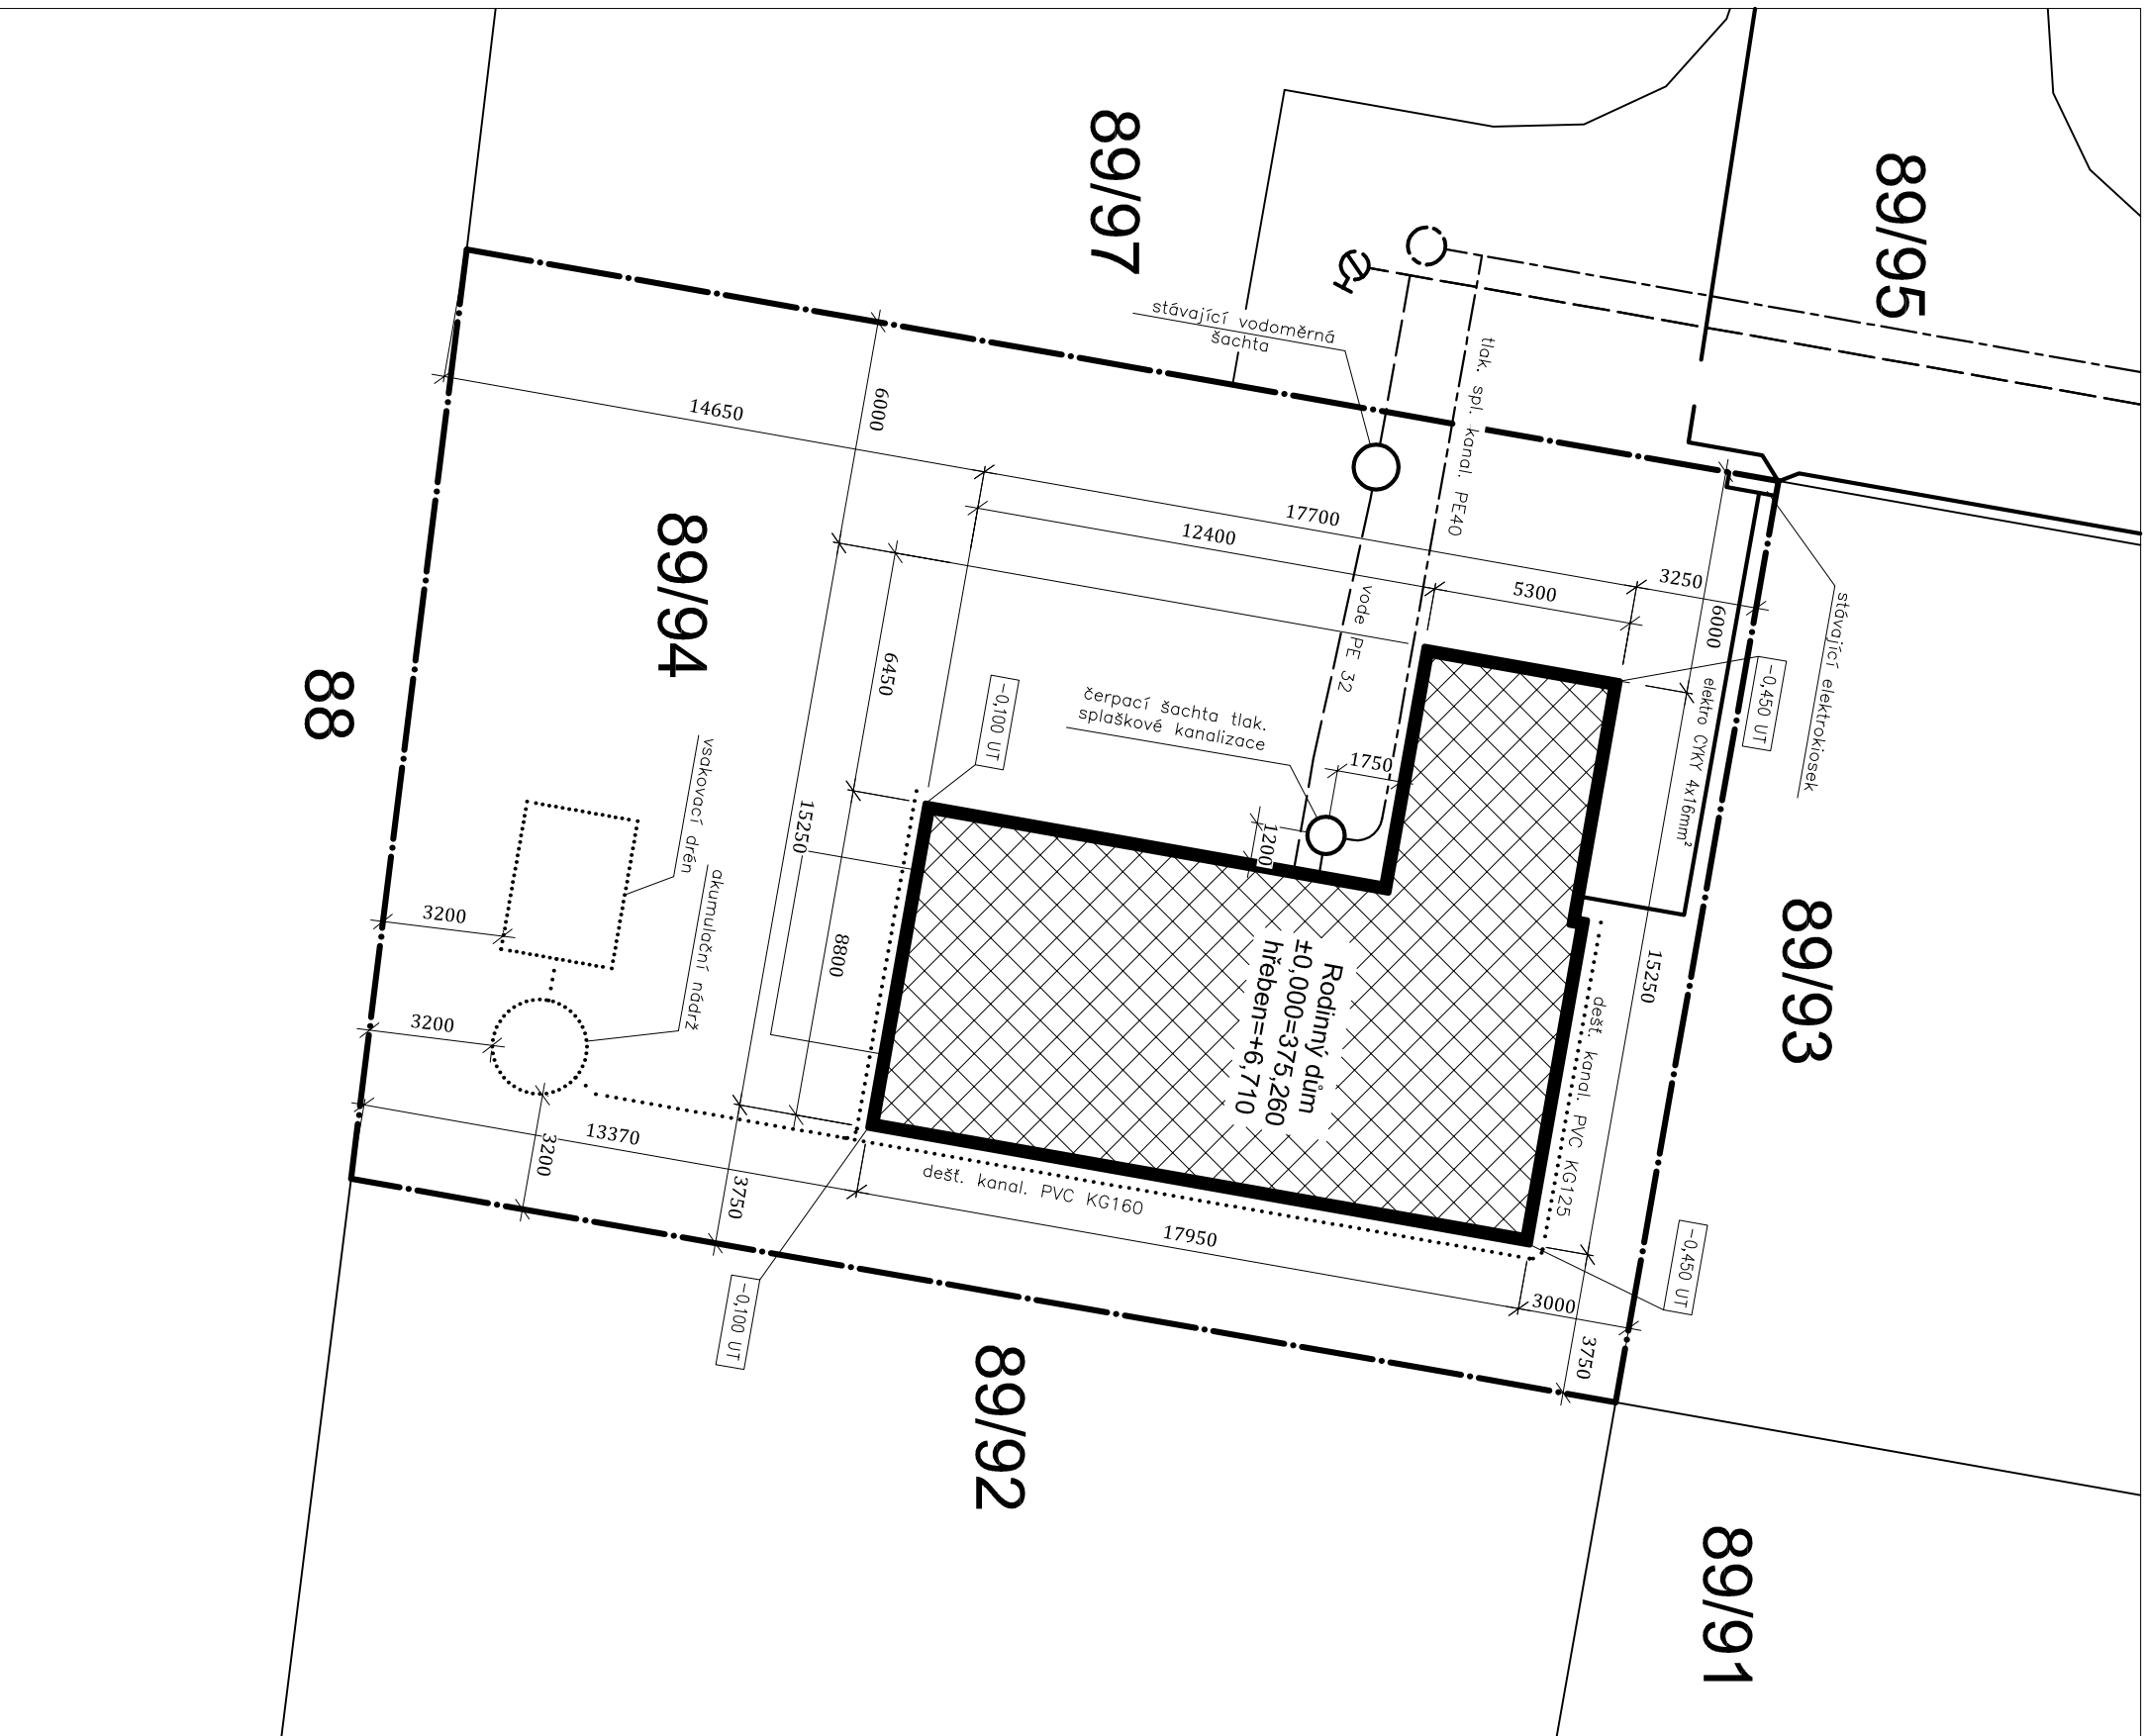 89/97
89/95
stávající vodoměrná
šachta
tlak. spl. kanal. PE40
14650
6000
17700
12400
5300
3250
6000
stávající elektrokiosek
-0,450 UT
elektro CYKY 4x16mm²
89/94
88
6450
-0,100 UT
čerpací šachta tlak.
splaškové kanalizace
vode PE 32
1750
1200
vsakovací drén
akumulační nádrž
15250
8800
3200
3200
3200
Rodinný dům
±0,000=375,260
hřeben=+6,710
15250
dešť. kanal. PVC KG125
89/93
13370
3750
dešť. kanal. PVC KG160
17950
3000
3750
-0,450 UT
-0,100 UT
89/92
89/91